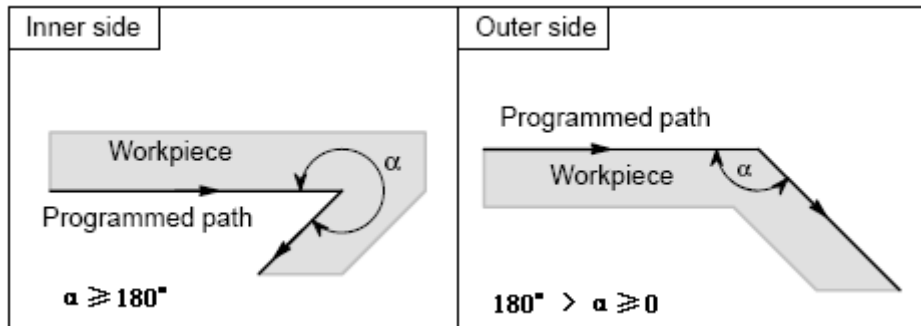 Inner side
Workpiece
α
Programmed path
α ≥ 180°
Outer side
Programmed path
Workpiece
α
180° > α ≥ 0